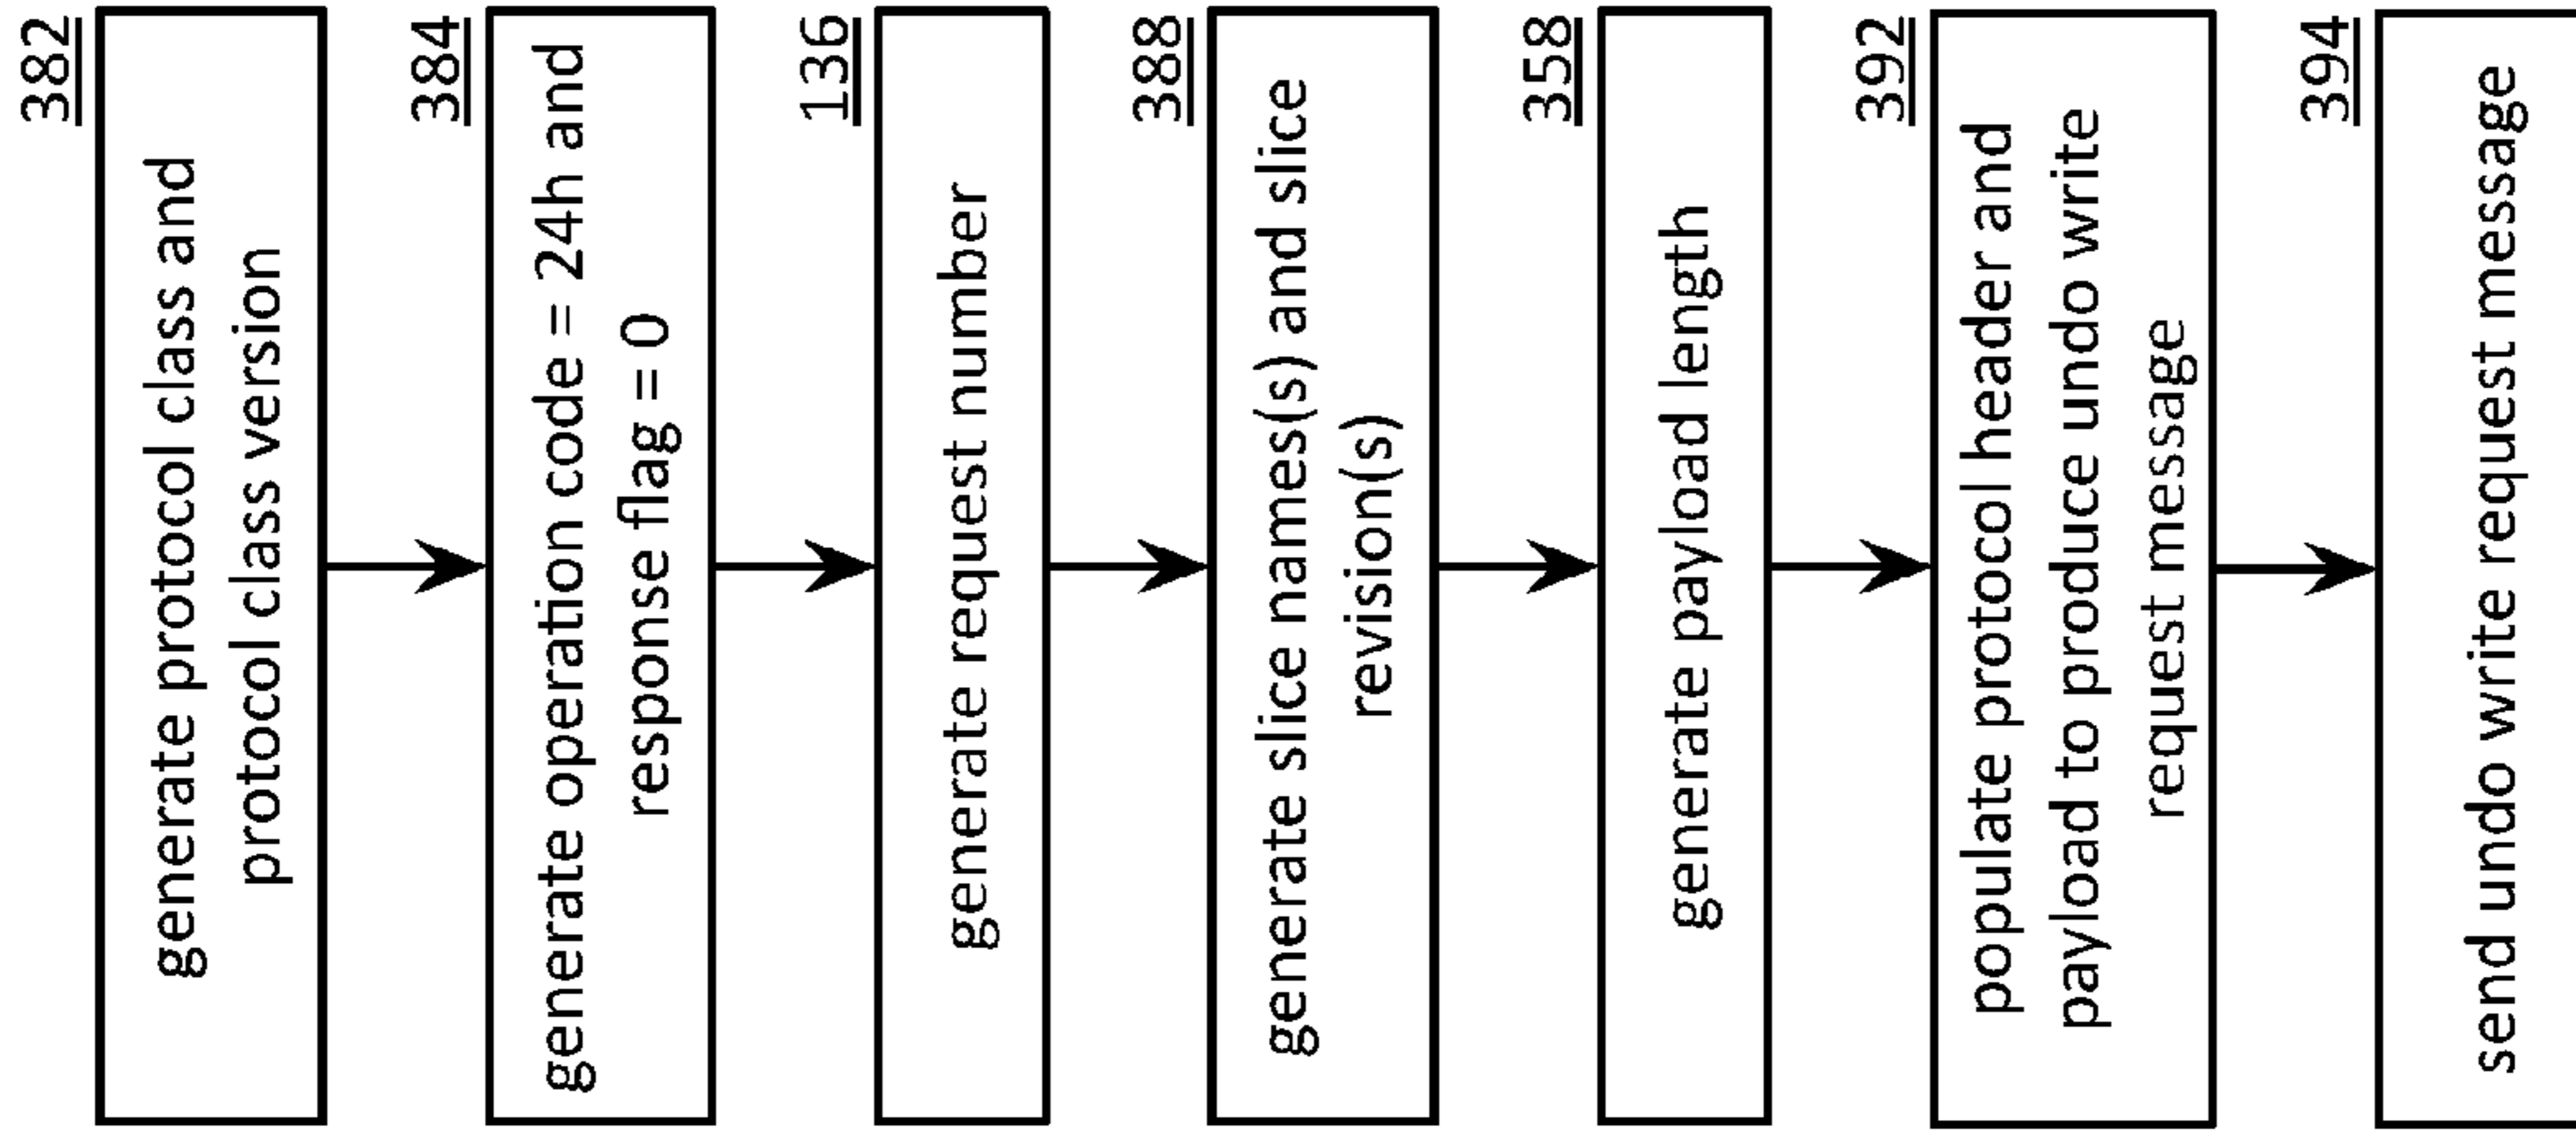 382
generate protocol class and
protocol class version
384
generate operation code = 24h and
response flag = 0
136
generate request number
388
generate slice names(s) and slice
revision(s)
358
generate payload length
392
populate protocol header and
payload to produce undo write
request message
394
send undo write request message